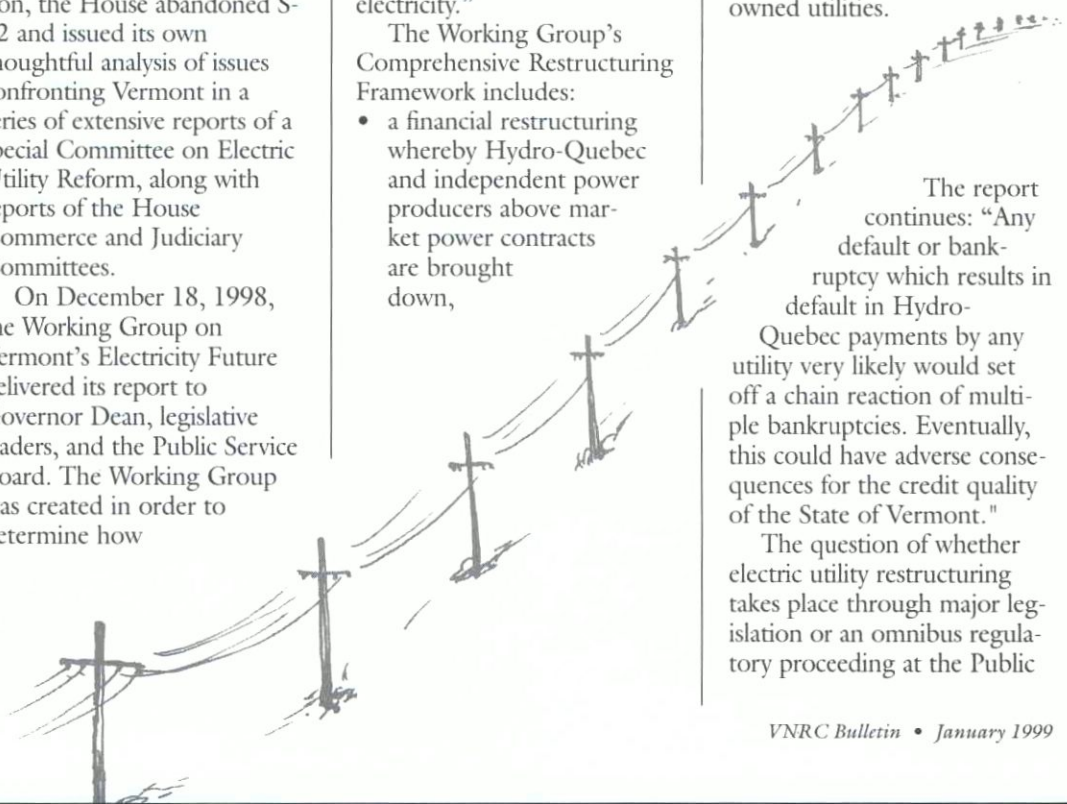 on, the House abandoned S-
2 and issued its own
houghtful analysis of issues
onfronting Vermont in a
eries of extensive reports of a
pecial Committee on Electric
tility Reform, along with
eports of the House
ommerce and Judiciary
ommittees.
On December 18, 1998,
he Working Group on
ermont's Electricity Future
elivered its report to
overnor Dean, legislative
aders, and the Public Service
oard. The Working Group
as created in order to
etermine how
electricity."
The Working Group's
Comprehensive Restructuring
Framework includes:
• a financial restructuring
whereby Hydro-Quebec
and independent power
producers above mar-
ket power contracts
are brought
down,
owned utilities.
The report
continues: “Any
default or bank-
ruptcy which results in
default in Hydro-
Quebec payments by any
utility very likely would set
off a chain reaction of multi-
ple bankruptcies. Eventually,
this could have adverse conse-
quences for the credit quality
of the State of Vermont."
The question of whether
electric utility restructuring
takes place through major leg-
islation or an omnibus regula-
tory proceeding at the Public
VNRC Bulletin • January 1999